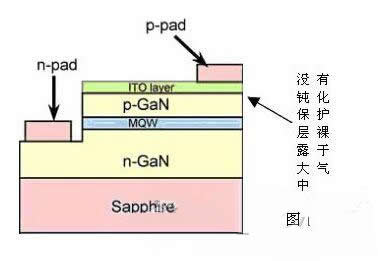 p-pad
n-pad
ITO layer
p-GaN
MQW
n-GaN
Sapphire
没有
钝化
保护
层裸
露于
大气
中
图1